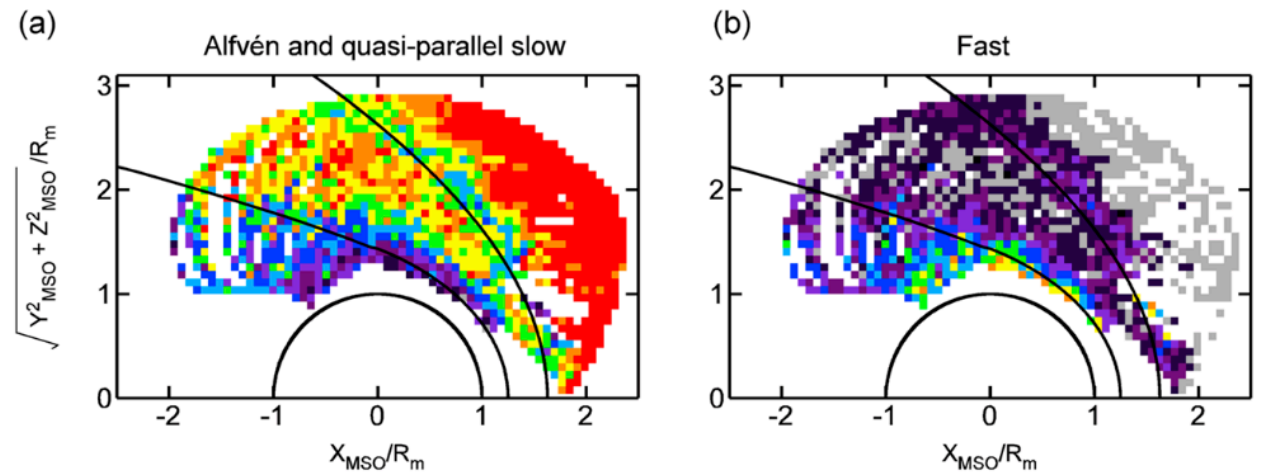 (a)
Alfvén and quasi-parallel slow
√Y²MSO + Z²MSO /Rm
3
2
1
0
-2 -1 0 1 2
XMSO/Rm
(b)
Fast
3
2
1
0
-2 -1 0 1 2
XMSO/Rm